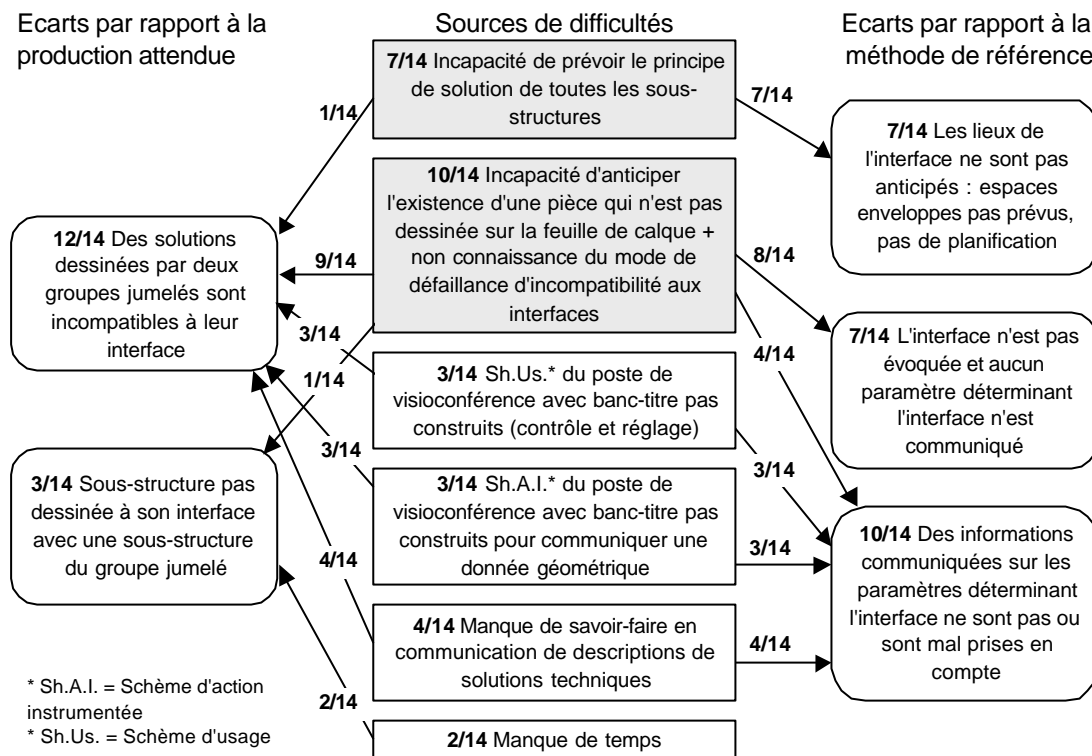 Ecarts par rapport à la
production attendue
Sources de difficultés
Ecarts par rapport à la
méthode de référence
7/14 Incapacité de prévoir le principe
de solution de toutes les sous-
structures
10/14 Incapacité d'anticiper
l'existence d'une pièce qui n'est pas
dessinée sur la feuille de calque +
non connaissance du mode de
défaillance d'incompatibilité aux
interfaces
3/14 Sh.Us.* du poste de
visioconférence avec banc-titre pas
construits (contrôle et réglage)
3/14 Sh.A.I.* du poste de
visioconférence avec banc-titre pas
construits pour communiquer une
donnée géométrique
4/14 Manque de savoir-faire en
communication de descriptions de
solutions techniques
2/14 Manque de temps
12/14 Des solutions
dessinées par deux
groupes jumelés sont
incompatibles à leur
interface
3/14 Sous-structure pas
dessinée à son interface
avec une sous-structure
du groupe jumelé
7/14 Les lieux de
l'interface ne sont pas
anticipés : espaces
enveloppes pas prévus,
pas de planification
7/14 L'interface n'est pas
évoquée et aucun
paramètre déterminant
l'interface n'est
communiqué
10/14 Des informations
communiquées sur les
paramètres déterminant
l'interface ne sont pas ou
sont mal prises en
compte
1/14
9/14
3/14
1/14
3/14
4/14
2/14
7/14
8/14
4/14
3/14
3/14
4/14
* Sh.A.I. = Schème d'action
instrumentée
* Sh.Us. = Schème d'usage